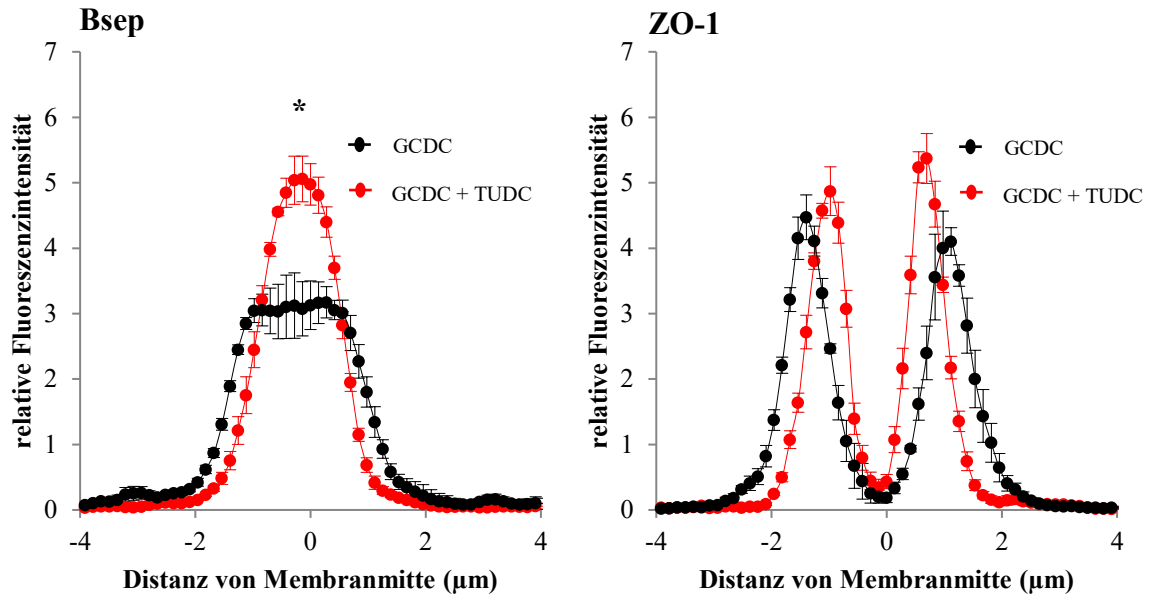 Bsep
relative Fluoreszenzintität
7
6
5
4
3
2
1
0
*
GCDC
GCDC + TUDC
-4
-2
0
2
4
Distanz von Membranmitte (µm)
ZO-1
relative Fluoreszenzintität
7
6
5
4
3
2
1
0
GCDC
GCDC + TUDC
-4
-2
0
2
4
Distanz von Membranmitte (µm)